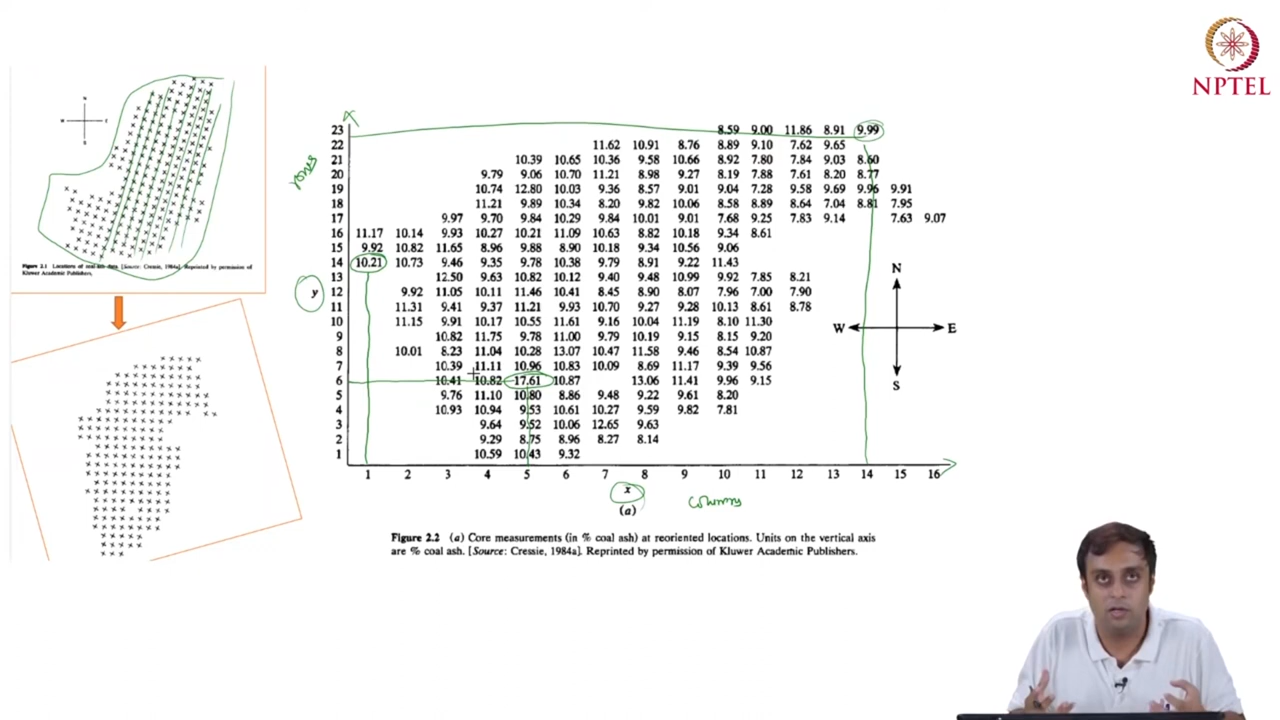 NPTEL
N
W E
S
Figure 2.1 Locations of coal-ash data [Source: Cressie, 1984a]. Reprinted by permission of
Kluwer Academic Publishers.
rows
y
23 8.59 9.00 11.86 8.91 9.99
22 11.62 10.91 8.76 8.89 9.10 7.62 9.65
21 10.39 10.65 10.36 9.58 10.66 8.92 7.80 7.84 9.03 8.60
20 9.79 9.06 10.70 11.21 8.98 9.27 8.19 7.88 7.61 8.20 8.77
19 10.74 12.80 10.03 9.36 8.57 9.01 9.04 7.28 9.58 9.69 9.96 9.91
18 11.21 9.89 10.34 8.20 9.82 10.06 8.58 8.89 8.64 7.04 8.81 7.95
17 9.97 9.70 9.84 10.29 9.84 10.01 9.01 7.68 9.25 7.83 9.14 7.63 9.07
16 11.17 10.14 9.93 10.27 10.21 11.09 10.63 8.82 10.18 9.34 8.61
15 9.92 10.82 11.65 8.96 9.88 8.90 10.18 9.34 10.56 9.06
14 10.21 10.73 9.46 9.35 9.78 10.38 9.79 8.91 9.22 11.43
13 12.50 9.63 10.82 10.12 9.40 9.48 10.99 9.92 7.85 8.21
12 9.92 11.05 10.11 11.46 10.41 8.45 8.90 8.07 7.96 7.00 7.90
11 11.31 9.41 9.37 11.21 9.93 10.70 9.27 9.28 10.13 8.61 8.78
10 11.15 9.91 10.17 10.55 11.61 9.16 10.04 11.19 8.10 11.30
9 10.82 11.75 9.78 11.00 9.79 10.19 9.15 8.15 9.20
8 10.01 8.23 11.04 10.28 13.07 10.47 11.58 9.46 8.54 10.87
7 10.39 11.11 10.96 10.83 10.09 8.69 11.17 9.39 9.56
6 10.41 10.82 17.61 10.87 13.06 11.41 9.96 9.15
5 9.76 11.10 10.80 8.86 9.48 9.22 9.61 8.20
4 10.93 10.94 9.53 10.61 10.27 9.59 9.82 7.81
3 9.64 9.52 10.06 12.65 9.63
2 9.29 8.75 8.96 8.27 8.14
1 10.59 10.43 9.32
1 2 3 4 5 6 7 8 9 10 11 12 13 14 15 16
x
columns
(a)
N
W E
S
Figure 2.2 (a) Core measurements (in % coal ash) at reoriented locations. Units on the vertical axis
are % coal ash. [Source: Cressie, 1984a]. Reprinted by permission of Kluwer Academic Publishers.